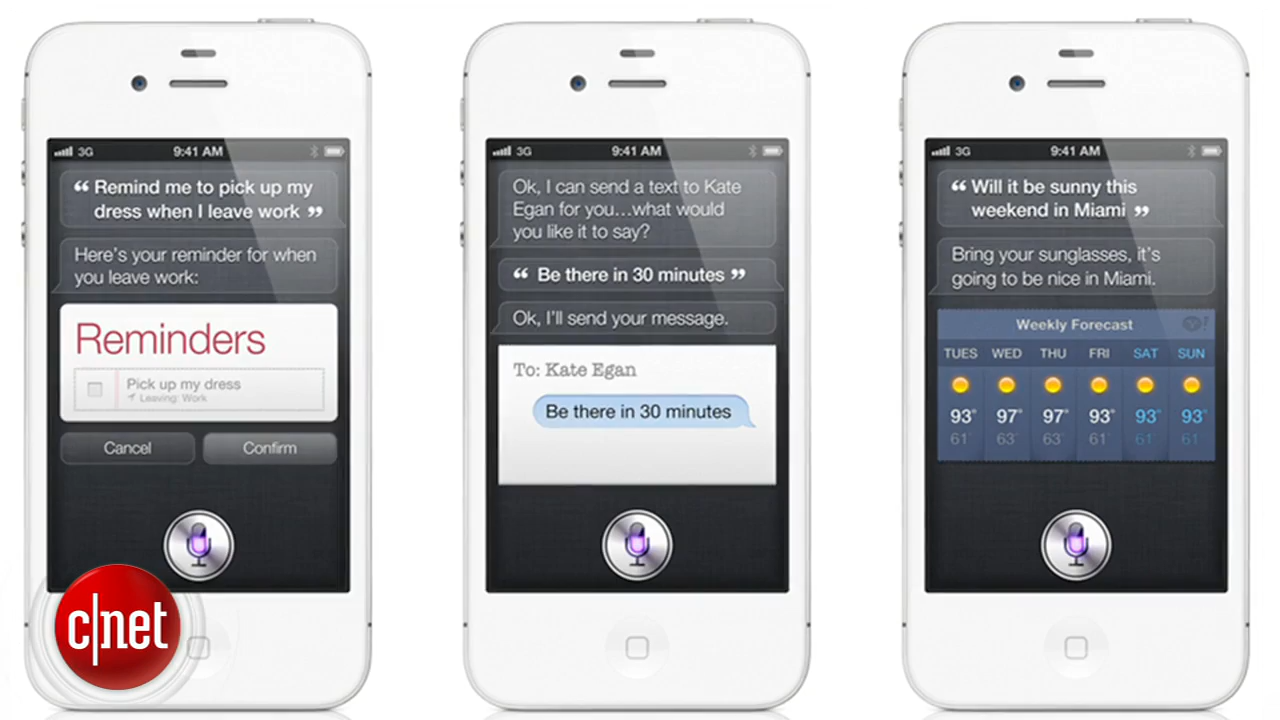 3G 9:41 AM
“ Remind me to pick up my
dress when I leave work ”
Here's your reminder for when
you leave work:
Reminders
Pick up my dress
Leaving: Work
Cancel
Confirm
3G 9:41 AM
Ok, I can send a text to Kate
Egan for you...what would
you like it to say?
“ Be there in 30 minutes ”
Ok, I'll send your message.
To: Kate Egan
Be there in 30 minutes
3G 9:41 AM
“ Will it be sunny this
weekend in Miami ”
Bring your sunglasses, it's
going to be nice in Miami.
Weekly Forecast
TUES WED THU FRI SAT SUN
93° 97° 97° 93° 93° 93°
61° 63° 63° 61° 61° 61°
c|net